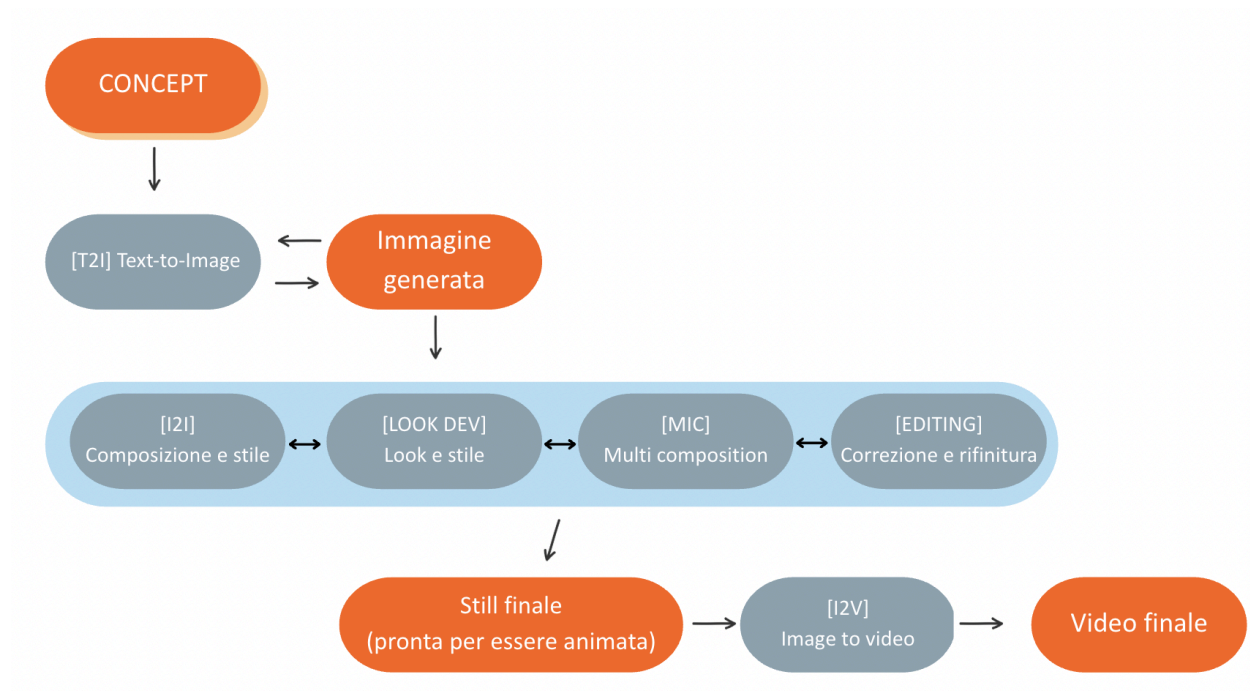 CONCEPT
[T2I] Text-to-Image
Immagine
generata
[I2I]
Composizione e stile
[LOOK DEV]
Look e stile
[MIC]
Multi composition
[EDITING]
Correzione e rifinitura
Still finale
(pronta per essere animata)
[I2V]
Image to video
Video finale